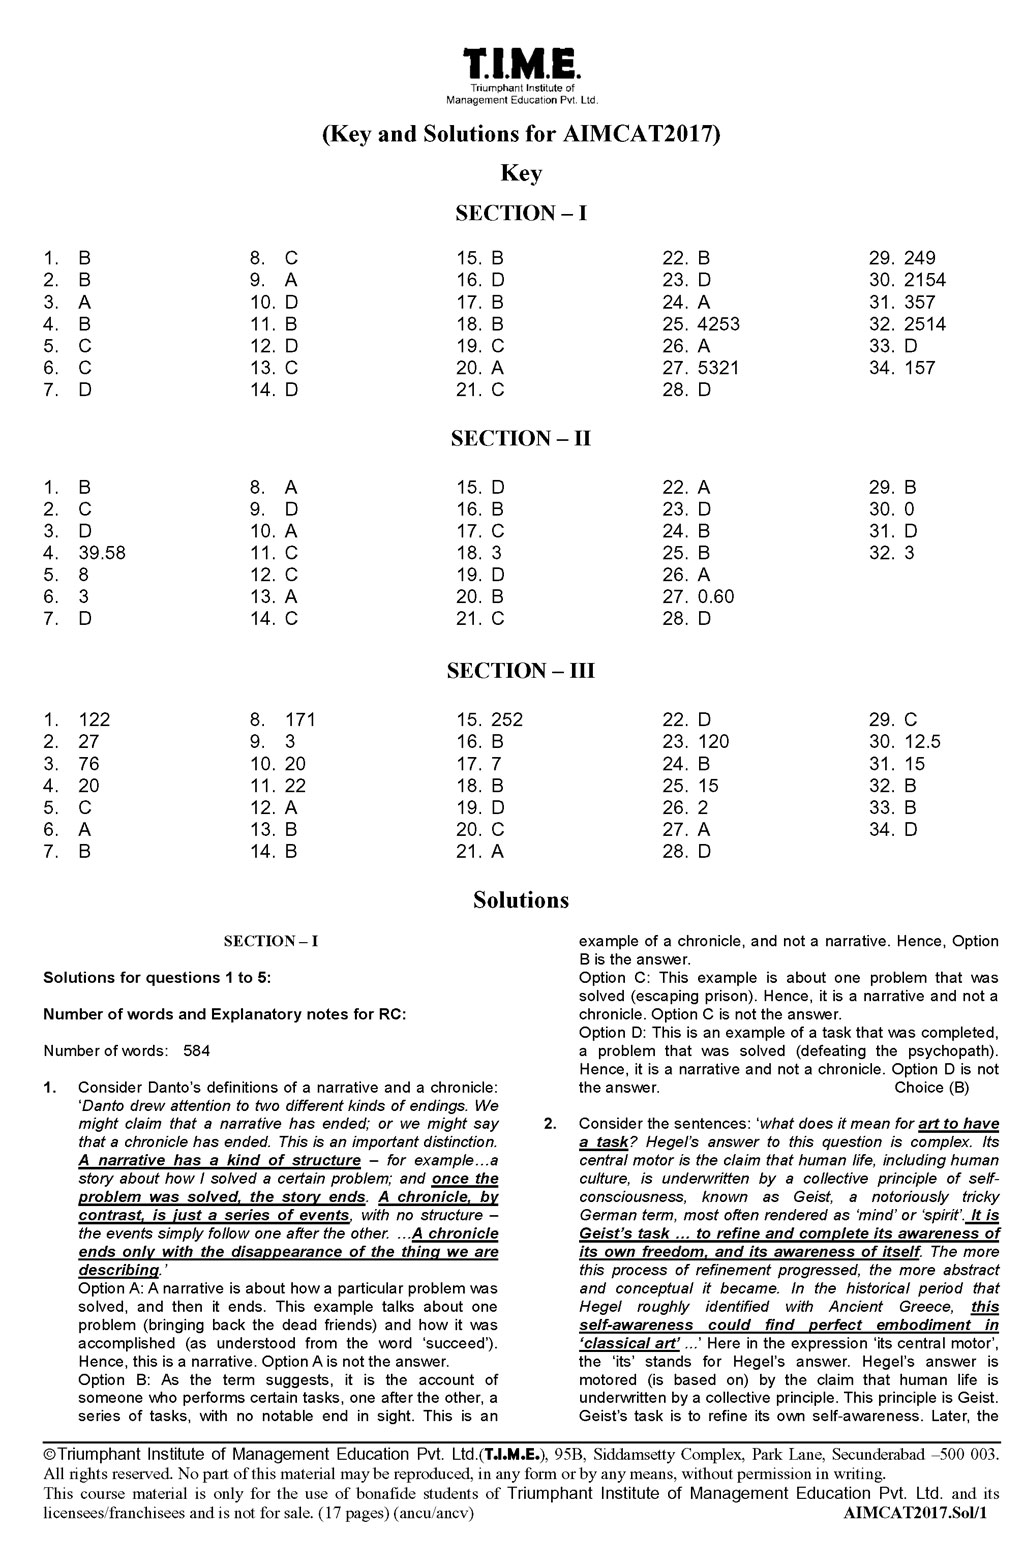 T.I.M.E.
Triumphant Institute of
Management Education Pvt. Ltd.
(Key and Solutions for AIMCAT2017)
Key
SECTION – I
1. B 8. C 15. B 22. B 29. 249
2. B 9. A 16. D 23. D 30. 2154
3. A 10. D 17. B 24. A 31. 357
4. B 11. B 18. B 25. 4253 32. 2514
5. C 12. D 19. C 26. A 33. D
6. C 13. C 20. A 27. 5321 34. 157
7. D 14. D 21. C 28. D
SECTION – II
1. B 8. A 15. D 22. A 29. B
2. C 9. D 16. B 23. D 30. 0
3. D 10. A 17. C 24. B 31. D
4. 39.58 11. C 18. 3 25. B 32. 3
5. 8 12. C 19. D 26. A
6. 3 13. A 20. B 27. 0.60
7. D 14. C 21. C 28. D
SECTION – III
1. 122 8. 171 15. 252 22. D 29. C
2. 27 9. 3 16. B 23. 120 30. 12.5
3. 76 10. 20 17. 7 24. B 31. 15
4. 20 11. 22 18. B 25. 15 32. B
5. C 12. A 19. D 26. 2 33. B
6. A 13. B 20. C 27. A 34. D
7. B 14. B 21. A 28. D
Solutions
SECTION – I
Solutions for questions 1 to 5:
Number of words and Explanatory notes for RC:
Number of words: 584
1. Consider Danto's definitions of a narrative and a chronicle:
'Danto drew attention to two different kinds of endings. We
might claim that a narrative has ended; or we might say
that a chronicle has ended. This is an important distinction.
A narrative has a kind of structure – for example…a
story about how I solved a certain problem; and once the
problem was solved, the story ends. A chronicle, by
contrast, is just a series of events, with no structure –
the events simply follow one after the other. …A chronicle
ends only with the disappearance of the thing we are
describing.'
Option A: A narrative is about how a particular problem was
solved, and then it ends. This example talks about one
problem (bringing back the dead friends) and how it was
accomplished (as understood from the word 'succeed').
Hence, this is a narrative. Option A is not the answer.
Option B: As the term suggests, it is the account of
someone who performs certain tasks, one after the other, a
series of tasks, with no notable end in sight. This is an
example of a chronicle, and not a narrative. Hence, Option
B is the answer.
Option C: This example is about one problem that was
solved (escaping prison). Hence, it is a narrative and not a
chronicle. Option C is not the answer.
Option D: This is an example of a task that was completed,
a problem that was solved (defeating the psychopath).
Hence, it is a narrative and not a chronicle. Option D is not
the answer. Choice (B)
2. Consider the sentences: 'what does it mean for art to have
a task? Hegel's answer to this question is complex. Its
central motor is the claim that human life, including human
culture, is underwritten by a collective principle of self-
consciousness, known as Geist, a notoriously tricky
German term, most often rendered as 'mind' or 'spirit'. It is
Geist's task … to refine and complete its awareness of
its own freedom, and its awareness of itself. The more
this process of refinement progressed, the more abstract
and conceptual it became. In the historical period that
Hegel roughly identified with Ancient Greece, this
self-awareness could find perfect embodiment in
'classical art' …' Here in the expression 'its central motor',
the 'its' stands for Hegel's answer. Hegel's answer is
motored (is based on) by the claim that human life is
underwritten by a collective principle. This principle is Geist.
Geist's task is to refine its own self-awareness. Later, the
©Triumphant Institute of Management Education Pvt. Ltd.(T.I.M.E.), 95B, Siddamsetty Complex, Park Lane, Secunderabad –500 003.
All rights reserved. No part of this material may be reproduced, in any form or by any means, without permission in writing.
This course material is only for the use of bonafide students of Triumphant Institute of Management Education Pvt. Ltd. and its
licensees/franchisees and is not for sale. (17 pages) (ancu/ancv) AIMCAT2017.Sol/1